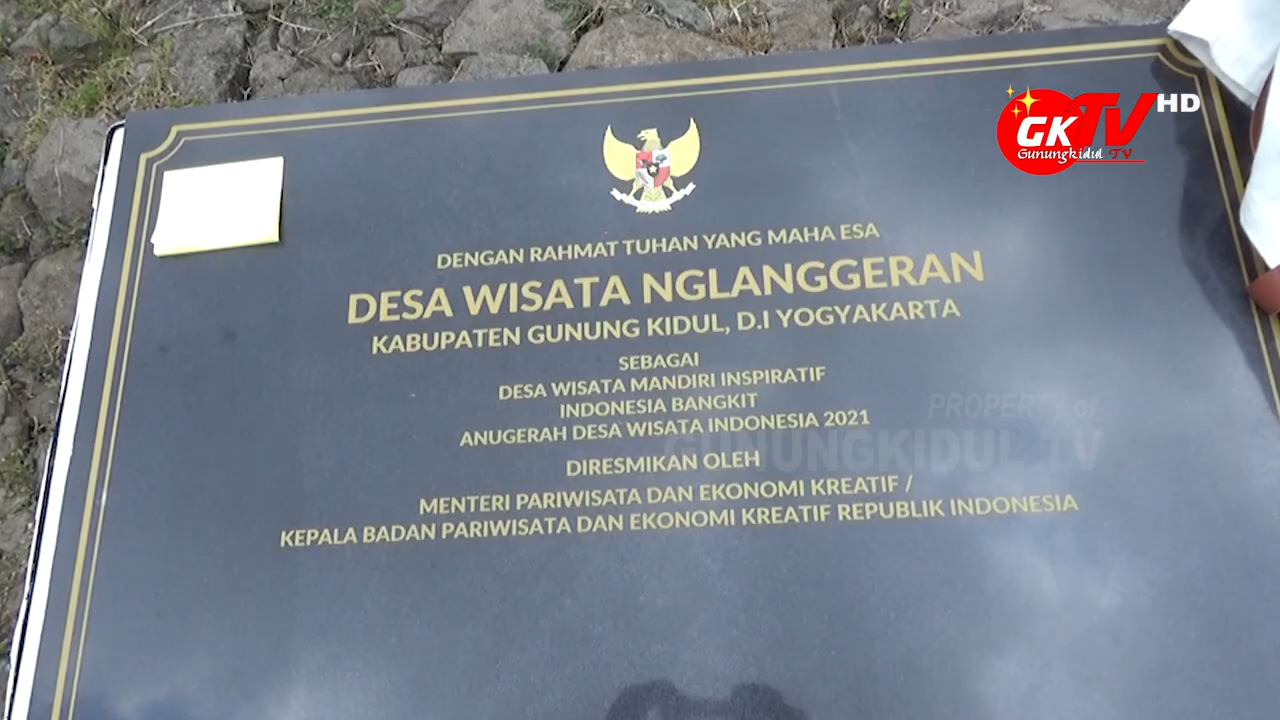 GKTV HD
Gunungkidul TV
DENGAN RAHMAT TUHAN YANG MAHA ESA
DESA WISATA NGLANGGERAN
KABUPATEN GUNUNG KIDUL, D.I YOGYAKARTA
SEBAGAI
DESA WISATA MANDIRI INSPIRATIF
INDONESIA BANGKIT
ANUGERAH DESA WISATA INDONESIA 2021
PROPERTY of
GUNUNGKIDUL.TV
DIRESMIKAN OLEH
MENTERI PARIWISATA DAN EKONOMI KREATIF /
KEPALA BADAN PARIWISATA DAN EKONOMI KREATIF REPUBLIK INDONESIA